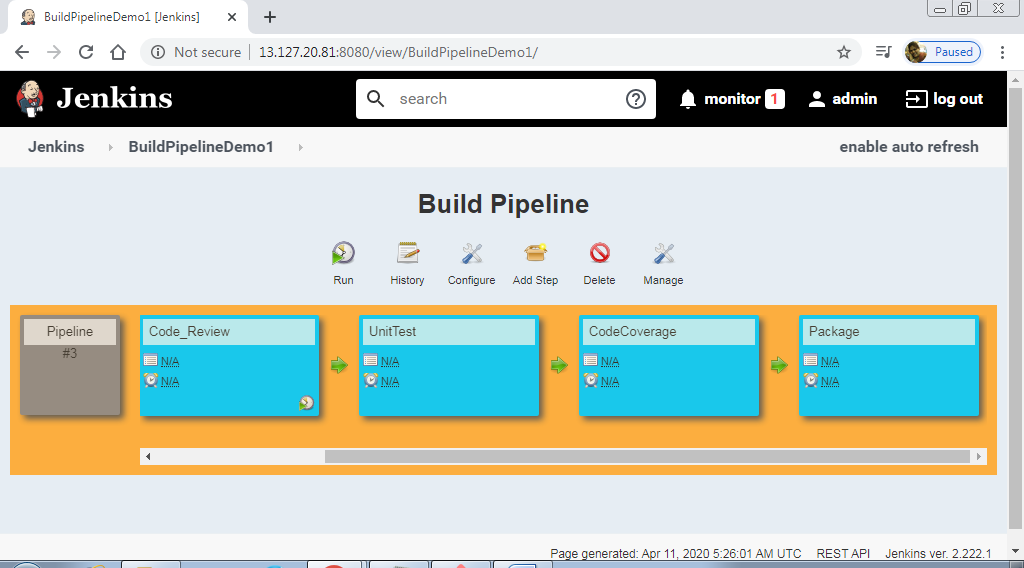 BuildPipelineDemo1 [Jenkins]
Not secure | 13.127.20.81:8080/view/BuildPipelineDemo1/
Paused
Jenkins
search
monitor 1
admin
log out
Jenkins
BuildPipelineDemo1
enable auto refresh
Build Pipeline
Run
History
Configure
Add Step
Delete
Manage
Pipeline
#3
Code_Review
N/A
N/A
UnitTest
N/A
N/A
CodeCoverage
N/A
N/A
Package
N/A
N/A
Page generated: Apr 11, 2020 5:26:01 AM UTC REST API Jenkins ver. 2.222.1